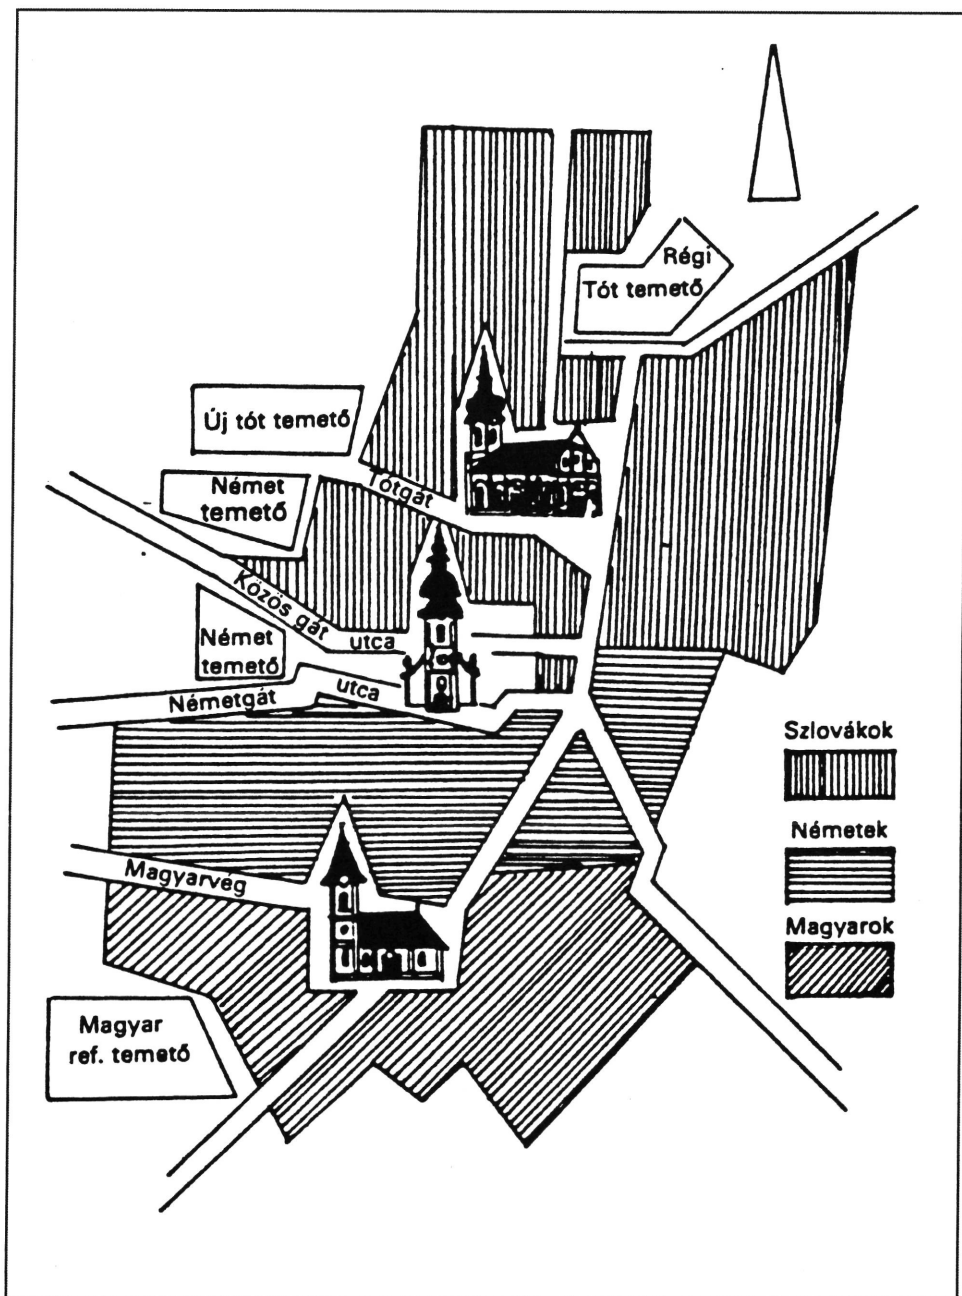 Régi
Tót temető
Új tót temető
Tótgát
Német
temető
Közös gát utca
Német
temető
Németgát utca
Szlovákok
Németek
Magyarvég
Magyarok
Magyar
ref. temető